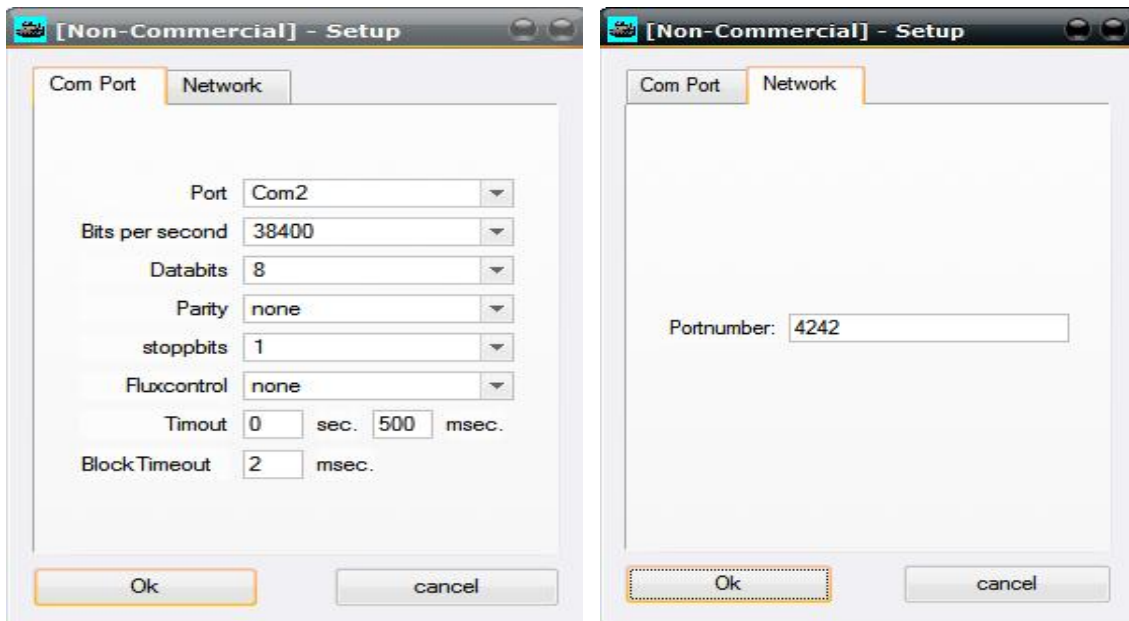 [Non-Commercial] - Setup
Com Port Network
Port Com2
Bits per second 38400
Databits 8
Parity none
stoppbits 1
Fluxcontrol none
Timout 0 sec. 500 msec.
BlockTimeout 2 msec.
Ok cancel
[Non-Commercial] - Setup
Com Port Network
Portnumber: 4242
Ok cancel